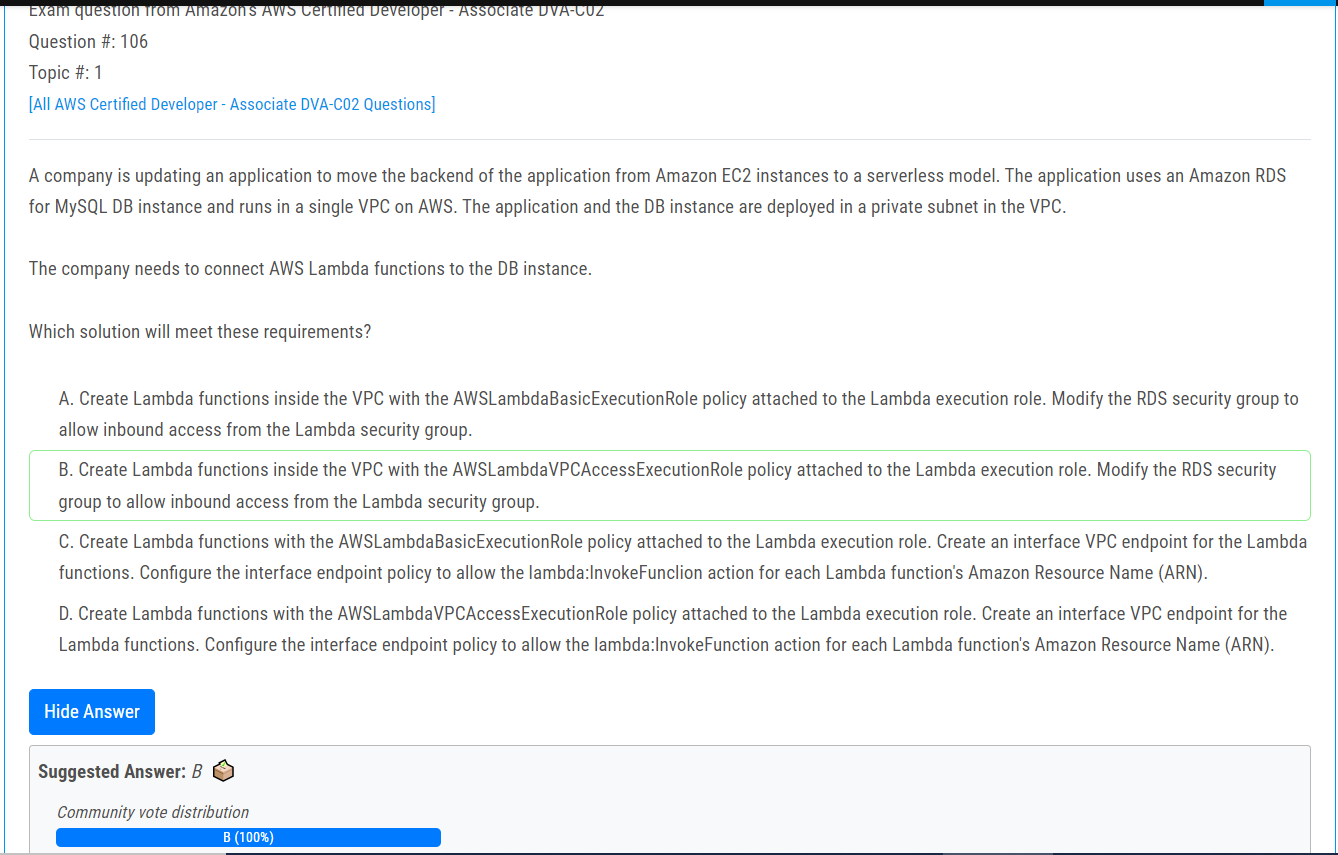 Exam question from Amazon's AWS Certified Developer - Associate DVA-C02
Question #: 106
Topic #: 1
[All AWS Certified Developer - Associate DVA-C02 Questions]
A company is updating an application to move the backend of the application from Amazon EC2 instances to a serverless model. The application uses an Amazon RDS
for MySQL DB instance and runs in a single VPC on AWS. The application and the DB instance are deployed in a private subnet in the VPC.
The company needs to connect AWS Lambda functions to the DB instance.
Which solution will meet these requirements?
A. Create Lambda functions inside the VPC with the AWSLambdaBasicExecutionRole policy attached to the Lambda execution role. Modify the RDS security group to
allow inbound access from the Lambda security group.
B. Create Lambda functions inside the VPC with the AWSLambdaVPCAccessExecutionRole policy attached to the Lambda execution role. Modify the RDS security
group to allow inbound access from the Lambda security group.
C. Create Lambda functions with the AWSLambdaBasicExecutionRole policy attached to the Lambda execution role. Create an interface VPC endpoint for the Lambda
functions. Configure the interface endpoint policy to allow the lambda:InvokeFunclion action for each Lambda function's Amazon Resource Name (ARN).
D. Create Lambda functions with the AWSLambdaVPCAccessExecutionRole policy attached to the Lambda execution role. Create an interface VPC endpoint for the
Lambda functions. Configure the interface endpoint policy to allow the lambda:InvokeFunction action for each Lambda function's Amazon Resource Name (ARN).
Hide Answer
Suggested Answer: B
Community vote distribution
B (100%)